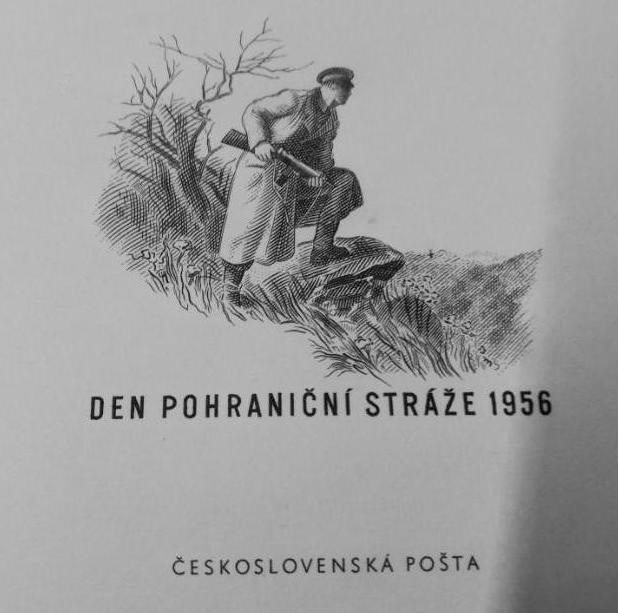 DEN POHRANIČNÍ STRÁŽE 1956
ČESKOSLOVENSKÁ POŠTA